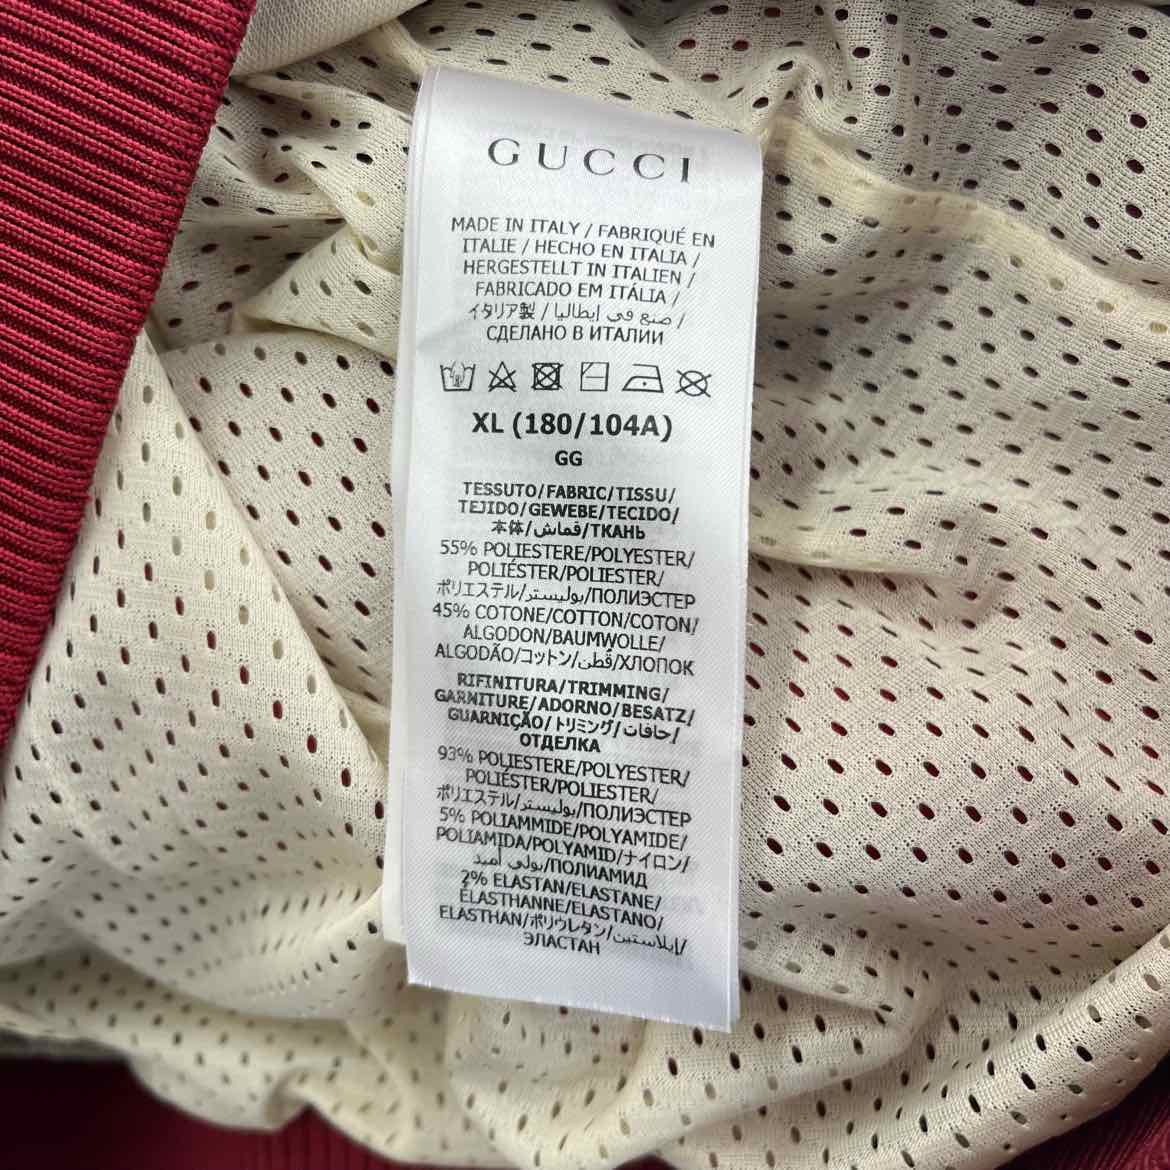 GUCCI
MADE IN ITALY / FABRIQUÉ EN
ITALIE / HECHO EN ITALIA /
HERGESTELLT IN ITALIEN /
FABRICADO EM ITÁLIA /
イタリア製 / صنع في إيطاليا /
СДЕЛАНО В ИТАЛИИ
XL (180/104A)
GG
TESSUTO/FABRIC/TISSU/
TEJIDO/GEWEBE/TECIDO/
本体/قماش/ТКАНЬ
55% POLIESTERE/POLYESTER/
POLIÉSTER/POLIESTER/
ポリエステル/بوليستر/ПОЛИЭСТЕР
45% COTONE/COTTON/COTON/
ALGODON/BAUMWOLLE/
ALGODÃO/コットン/قطن/ХЛОПОК
RIFINITURA/TRIMMING/
GARNITURE/ADORNO/BESATZ/
GUARNIÇÃO/トリミング/حافات/
ОТДЕЛКА
93% POLIESTERE/POLYESTER/
POLIÉSTER/POLIESTER/
ポリエステル/بوليستر/ПОЛИЭСТЕР
5% POLIAMMIDE/POLYAMIDE/
POLIAMIDA/POLYAMID/ナイロン/
بولي أميد/ПОЛИАМИД
2% ELASTAN/ELASTANE/
ÉLASTHANNE/ELASTANO/
ELASTHAN/ポリウレタン/إيلاستين/
ЭЛАСТАН